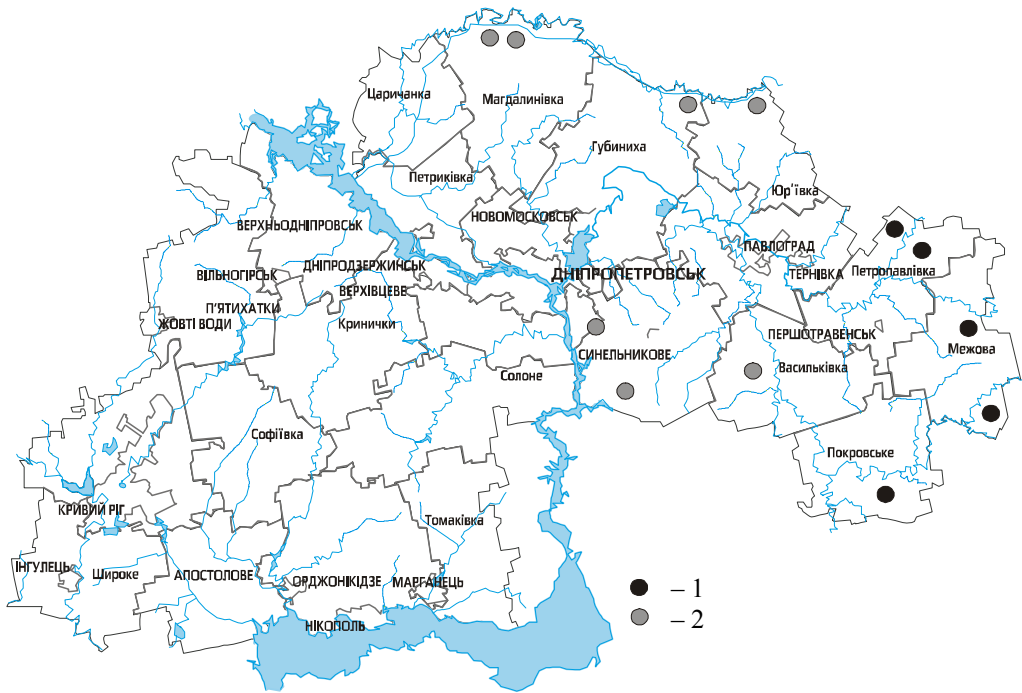 Царичанка
Магдалинівка
Губиниха
Петриківка
Юр'ївка
НОВОМОСКОВСЬК
ВЕРХНЬОДНІПРОВСЬК
ПАВЛОГРАД
ДНІПРОДЗЕРЖИНСЬК
ДНІПРОПЕТРОВСЬК
ТЕРНІВКА
Петропавлівка
ВІЛЬНОГІРСЬК
ВЕРХІВЦЕВЕ
П'ЯТИХАТКИ
ЖОВТІ ВОДИ
Кринички
ПЕРШОТРАВЕНСЬК
Межова
СИНЕЛЬНИКОВЕ
Васильківка
Солоне
Софіївка
Покровське
КРИВИЙ РІГ
Томаківка
ІНГУЛЕЦЬ
Широке
АПОСТОЛОВЕ
ОРДЖОНІКІДЗЕ
МАРГАНЕЦЬ
– 1
– 2
НІКОПОЛЬ